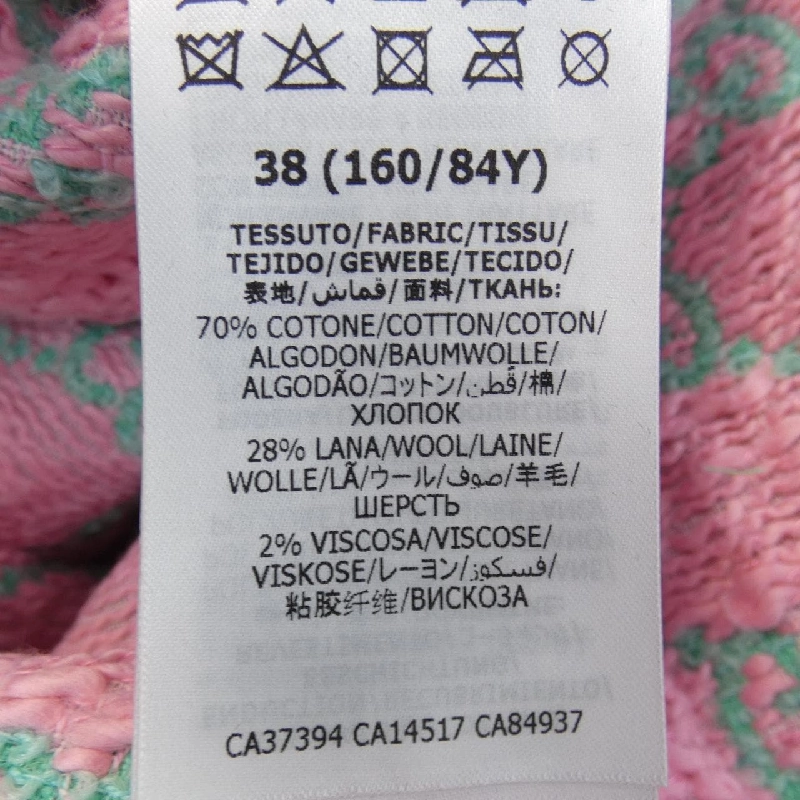 38 (160/84Y)
TESSUTO/FABRIC/TISSU/
TEJIDO/GEWEBE/TECIDO/
表地/قماش/面料/ТКАНЬ:
70% COTONE/COTTON/COTON/
ALGODON/BAUMWOLLE/
ALGODÃO/コットン/قُطن/棉/
ХЛОПОК
28% LANA/WOOL/LAINE/
WOLLE/LÃ/ウール/صوف/羊毛/
ШЕРСТЬ
2% VISCOSA/VISCOSE/
VISKOSE/レーヨン/فسكوز/
粘胶纤维/ВИСКОЗА
CA37394 CA14517 CA84937